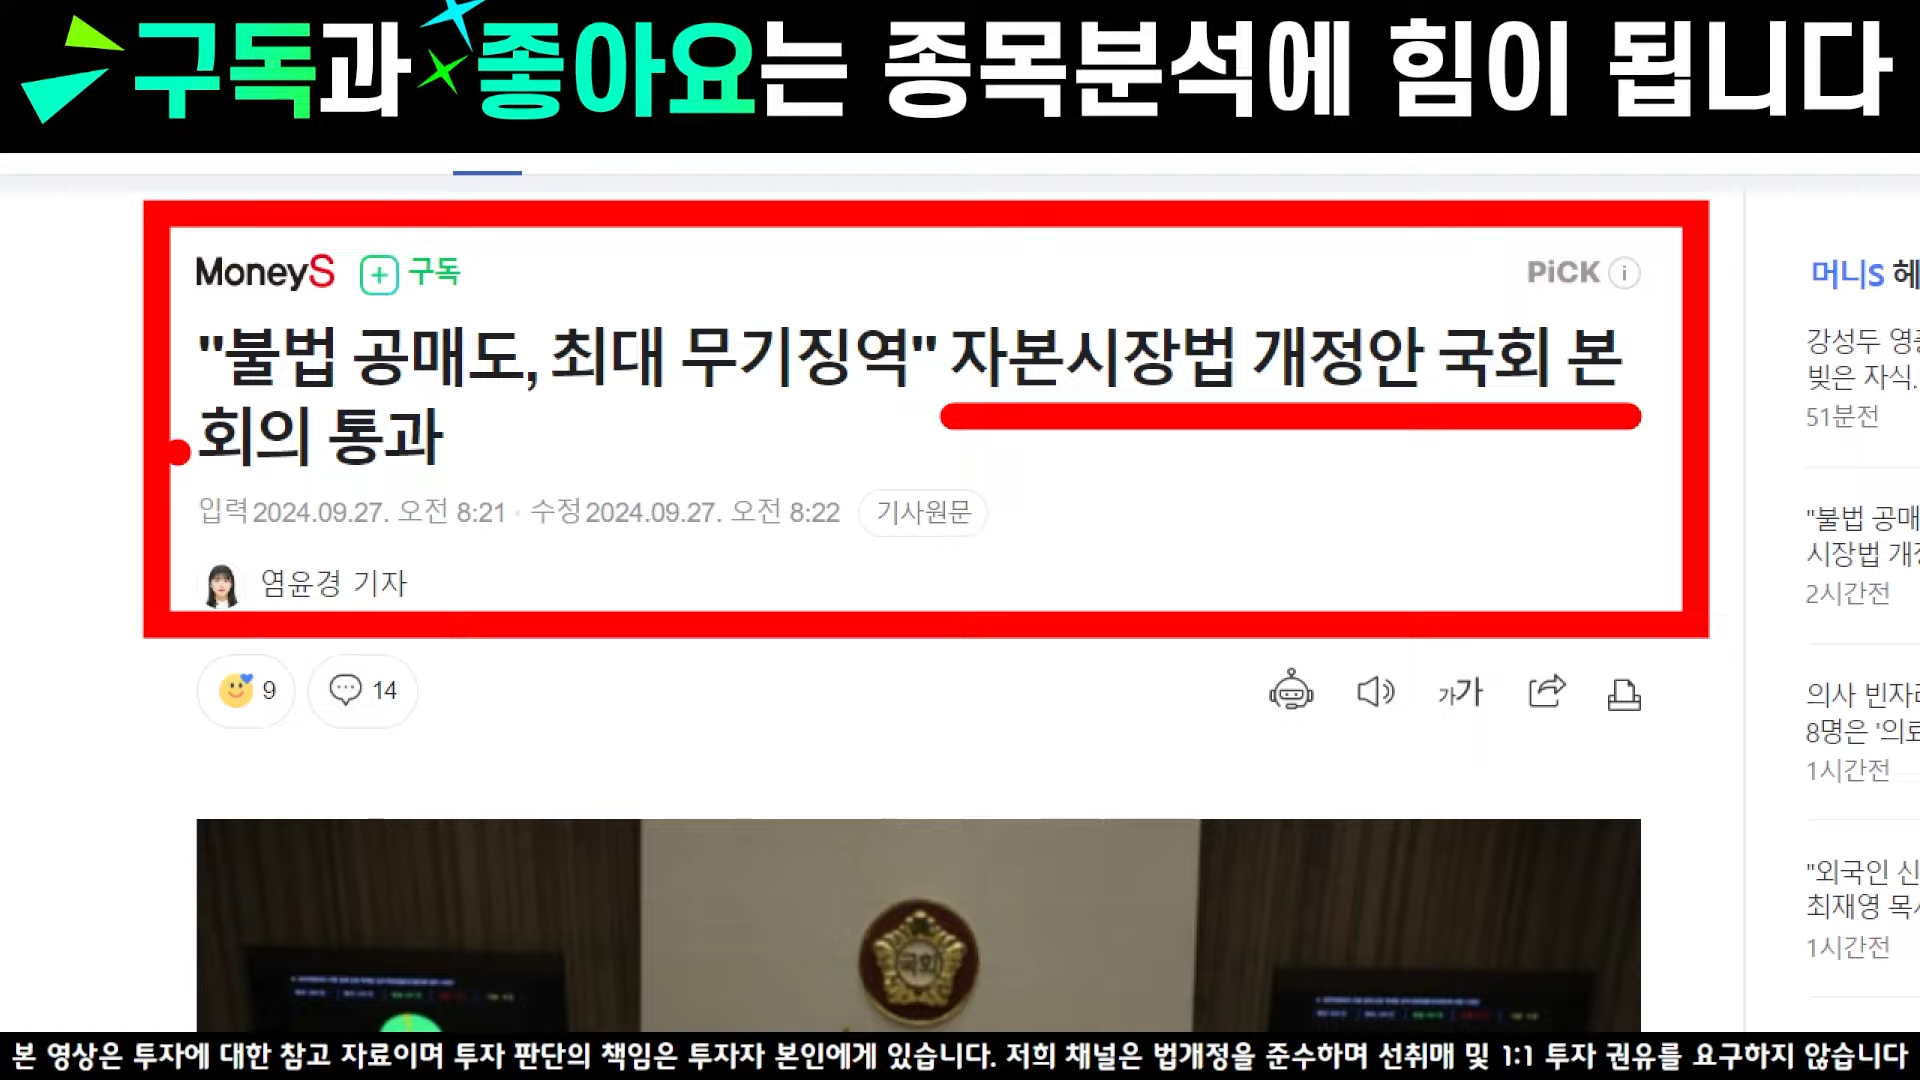 구독과 좋아요는 종목분석에 힘이 됩니다
MoneyS 구독
PiCK
"불법 공매도, 최대 무기징역" 자본시장법 개정안 국회 본
회의 통과
입력 2024.09.27. 오전 8:21 · 수정 2024.09.27. 오전 8:22 기사원문
염윤경 기자
9 14
가가
머니S 헤
강성두 영풍
빚은 자식.
51분전
"불법 공매
시장법 개정
2시간전
의사 빈자리
8명은 '의료
1시간전
"외국인 신
최재영 목사
1시간전
국회
본 영상은 투자에 대한 참고 자료이며 투자 판단의 책임은 투자자 본인에게 있습니다. 저희 채널은 법개정을 준수하며 선취매 및 1:1 투자 권유를 요구하지 않습니다